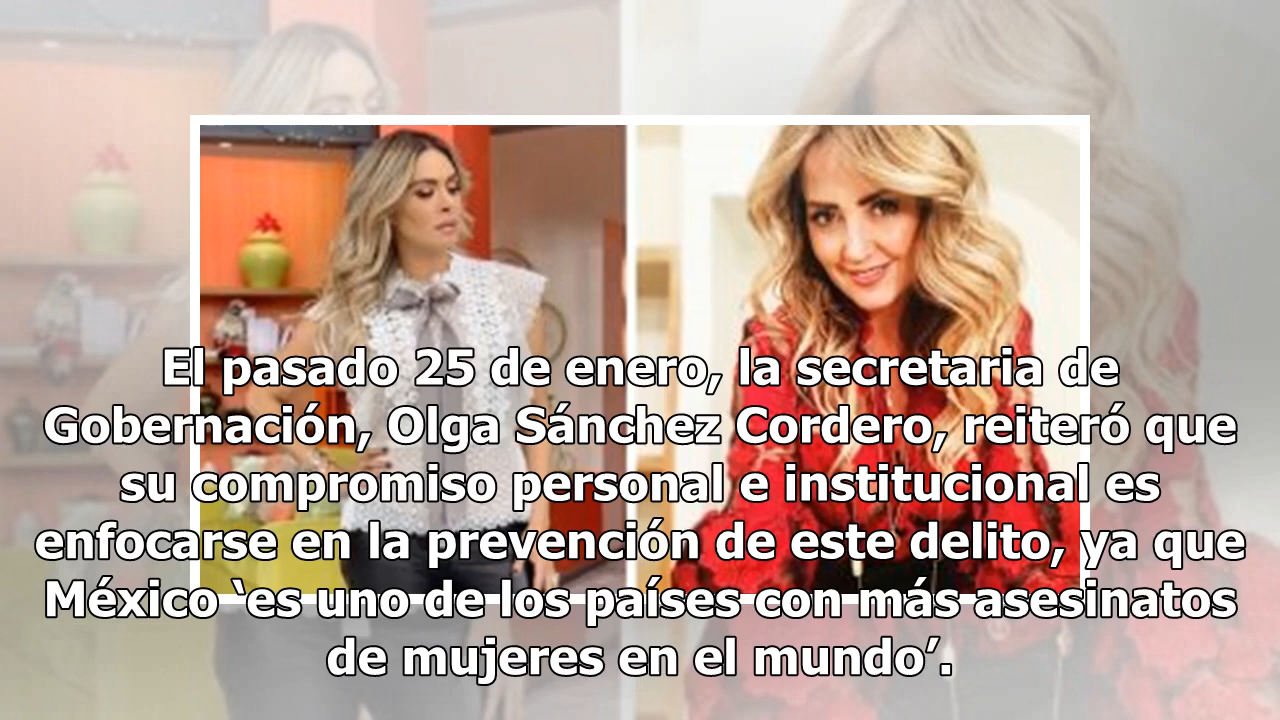 El pasado 25 de enero, la secretaria de
Gobernación, Olga Sánchez Cordero, reiteró que
su compromiso personal e institucional es
enfocarse en la prevención de este delito, ya que
México ‘es uno de los países con más asesinatos
de mujeres en el mundo’.